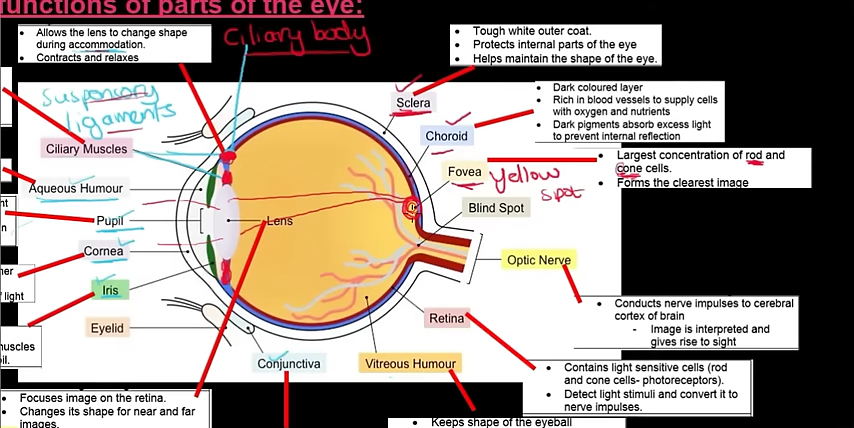 functions of parts of the eye:
• Allows the lens to change shape
during accommodation.
• Contracts and relaxes
Ciliary body
• Tough white outer coat.
• Protects internal parts of the eye
• Helps maintain the shape of the eye.
Suspensary
ligaments
Ciliary Muscles
Aqueous Humour
Pupil
Cornea
Iris
Eyelid
Conjunctiva
Lens
Vitreous Humour
Retina
Sclera
Choroid
Fovea
yellow
spot
Blind Spot
Optic Nerve
• Dark coloured layer
• Rich in blood vessels to supply cells
with oxygen and nutrients
• Dark pigments absorb excess light
to prevent internal reflection
• Largest concentration of rod and
cone cells.
• Forms the clearest image
• Conducts nerve impulses to cerebral
cortex of brain
- Image is interpreted and
gives rise to sight
• Contains light sensitive cells (rod
and cone cells- photoreceptors).
• Detect light stimuli and convert it to
nerve impulses.
light
• Focuses image on the retina.
• Changes its shape for near and far
images.
• Keeps shape of the eyeball